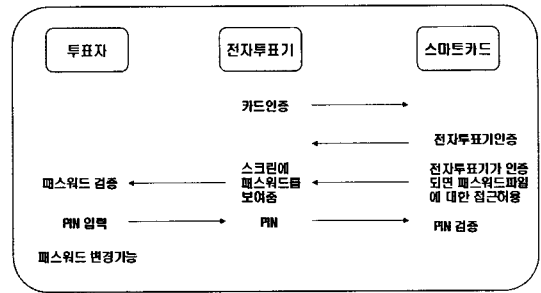 투표자 전자투표기 스마트카드
카드인증
전자투표기인증
스크린에
패스워드를
보여줌
전자투표기가 인증
되면 패스워드파일
에 대한 접근허용
패스워드 검증
PIN 입력 PIN PIN 검증
패스워드 변경가능